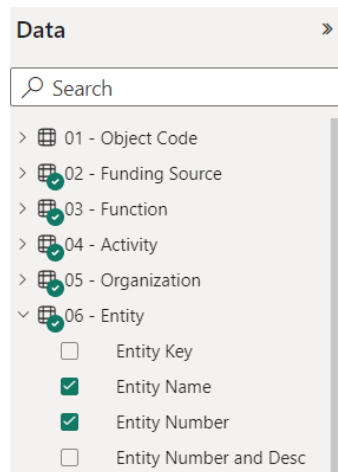 Data
Search
01 - Object Code
02 - Funding Source
03 - Function
04 - Activity
05 - Organization
06 - Entity
Entity Key
Entity Name
Entity Number
Entity Number and Desc